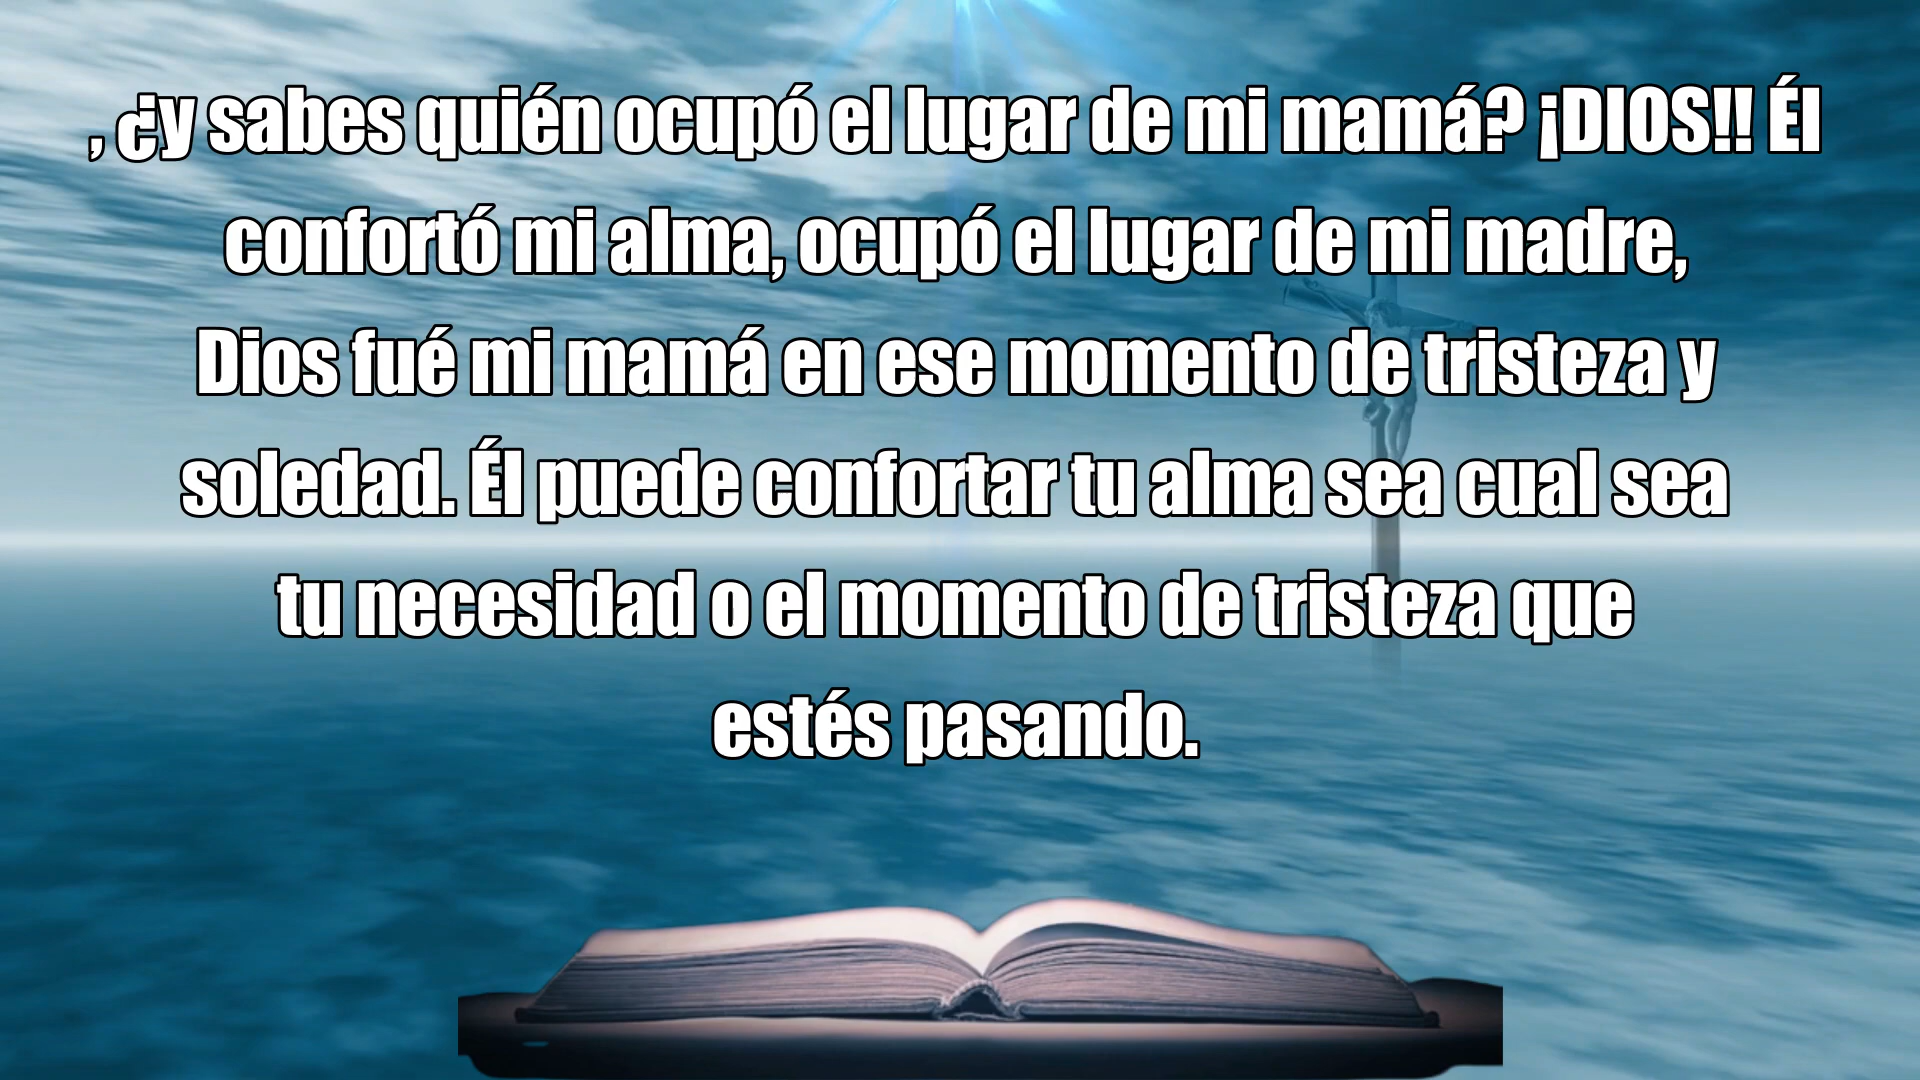 , ¿y sabes quién ocupó el lugar de mi mamá? ¡DIOS!! Él
confortó mi alma, ocupó el lugar de mi madre,
Dios fué mi mamá en ese momento de tristeza y
soledad. Él puede confortar tu alma sea cual sea
tu necesidad o el momento de tristeza que
estés pasando.